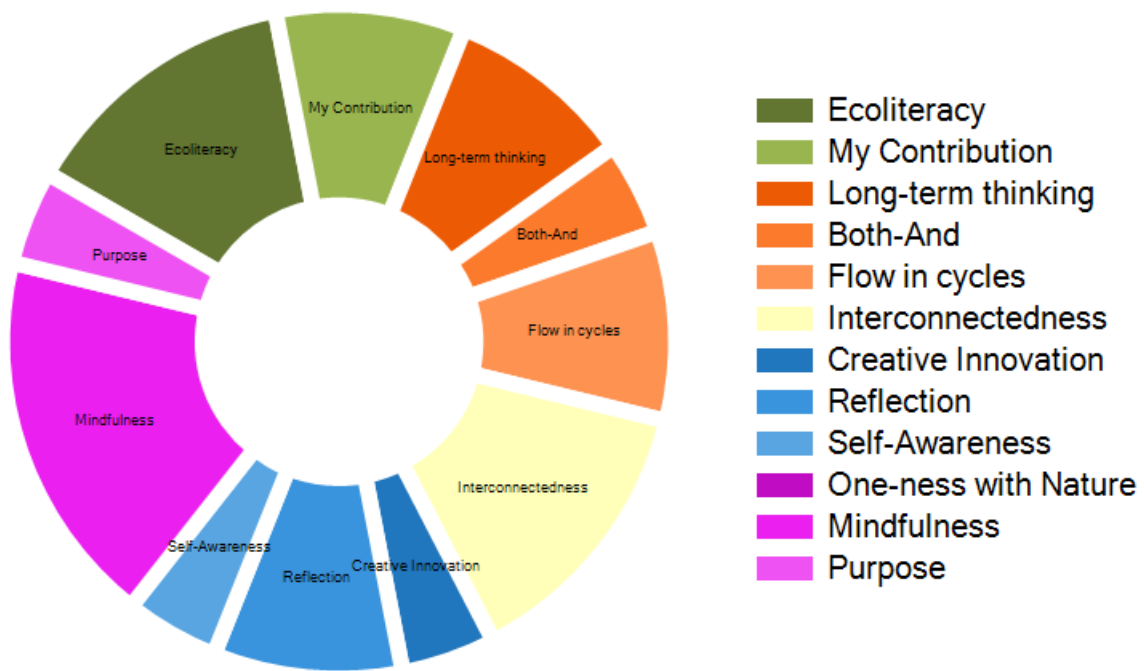 My Contribution
Ecoliteracy
Long-term thinking
Both-And
Purpose
Flow in cycles
Mindfulness
Interconnectedness
Self-Awareness
Creative Innovation
Reflection
Ecoliteracy
My Contribution
Long-term thinking
Both-And
Flow in cycles
Interconnectedness
Creative Innovation
Reflection
Self-Awareness
One-ness with Nature
Mindfulness
Purpose